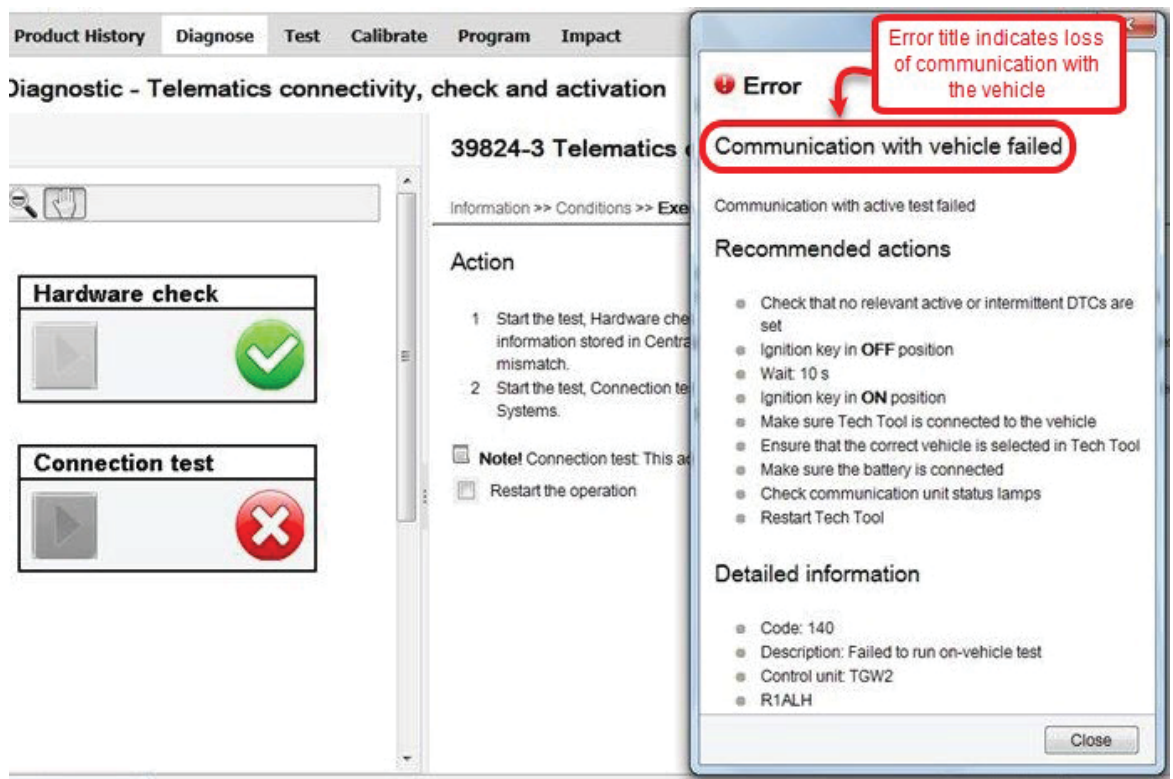 Product History Diagnose Test Calibrate Program Impact
Diagnostic - Telematics connectivity, check and activation
Hardware check
Connection test
39824-3 Telematics
Information >> Conditions >> Exe
Action
1 Start the test, Hardware che
information stored in Centra
mismatch.
2 Start the test, Connection te
Systems.
Note! Connection test: This ac
Restart the operation
Error title indicates loss
of communication with
the vehicle
Error
Communication with vehicle failed
Communication with active test failed
Recommended actions
Check that no relevant active or intermittent DTCs are
set
Ignition key in OFF position
Wait: 10 s
Ignition key in ON position
Make sure Tech Tool is connected to the vehicle
Ensure that the correct vehicle is selected in Tech Tool
Make sure the battery is connected
Check communication unit status lamps
Restart Tech Tool
Detailed information
Code: 140
Description: Failed to run on-vehicle test
Control unit: TGW2
R1ALH
Close